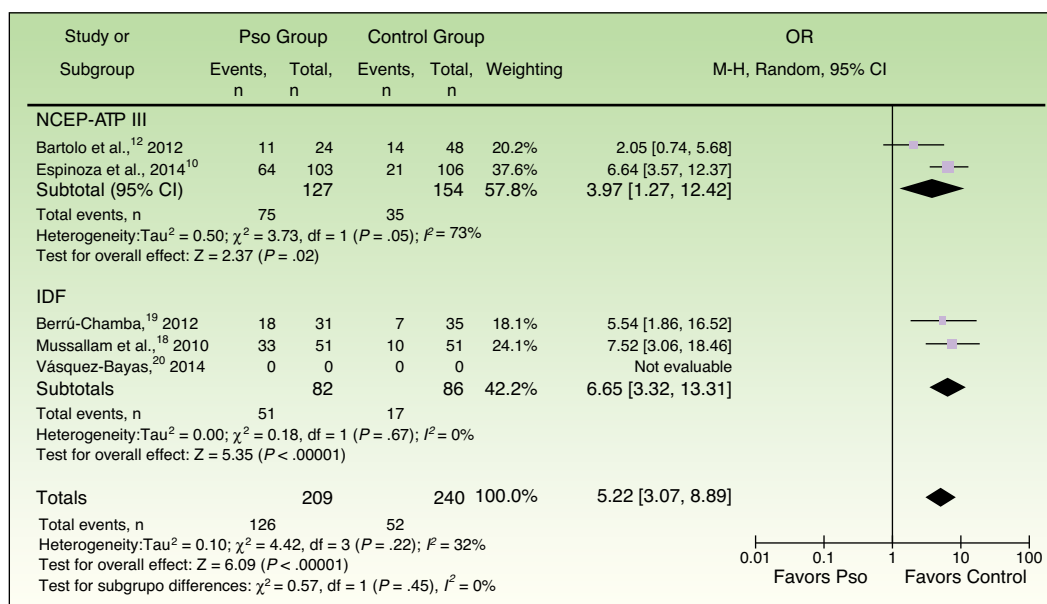 Study or Pso Group Control Group OR
Subgroup Events, Total, Events, Total, Weighting M-H, Random, 95% CI
n n n n
NCEP-ATP III
Bartolo et al.,12 2012 11 24 14 48 20.2% 2.05 [0.74, 5.68]
Espinoza et al., 201410 64 103 21 106 37.6% 6.64 [3.57, 12.37]
Subtotal (95% CI) 127 154 57.8% 3.97 [1.27, 12.42]
Total events, n 75 35
Heterogeneity:Tau² = 0.50; χ² = 3.73, df = 1 (P = .05); I² = 73%
Test for overall effect: Z = 2.37 (P = .02)
IDF
Berrú-Chamba,19 2012 18 31 7 35 18.1% 5.54 [1.86, 16.52]
Mussallam et al.,18 2010 33 51 10 51 24.1% 7.52 [3.06, 18.46]
Vásquez-Bayas,20 2014 0 0 0 0 Not evaluable
Subtotals 82 86 42.2% 6.65 [3.32, 13.31]
Total events, n 51 17
Heterogeneity:Tau² = 0.00; χ² = 0.18, df = 1 (P = .67); I² = 0%
Test for overall effect: Z = 5.35 (P < .00001)
Totals 209 240 100.0% 5.22 [3.07, 8.89]
Total events, n 126 52
Heterogeneity:Tau² = 0.10; χ² = 4.42, df = 3 (P = .22); I² = 32%
Test for overall effect: Z = 6.09 (P < .00001)
Test for subgrupo differences: χ² = 0.57, df = 1 (P = .45), I² = 0%
0.01 0.1 1 10 100
Favors Pso Favors Control